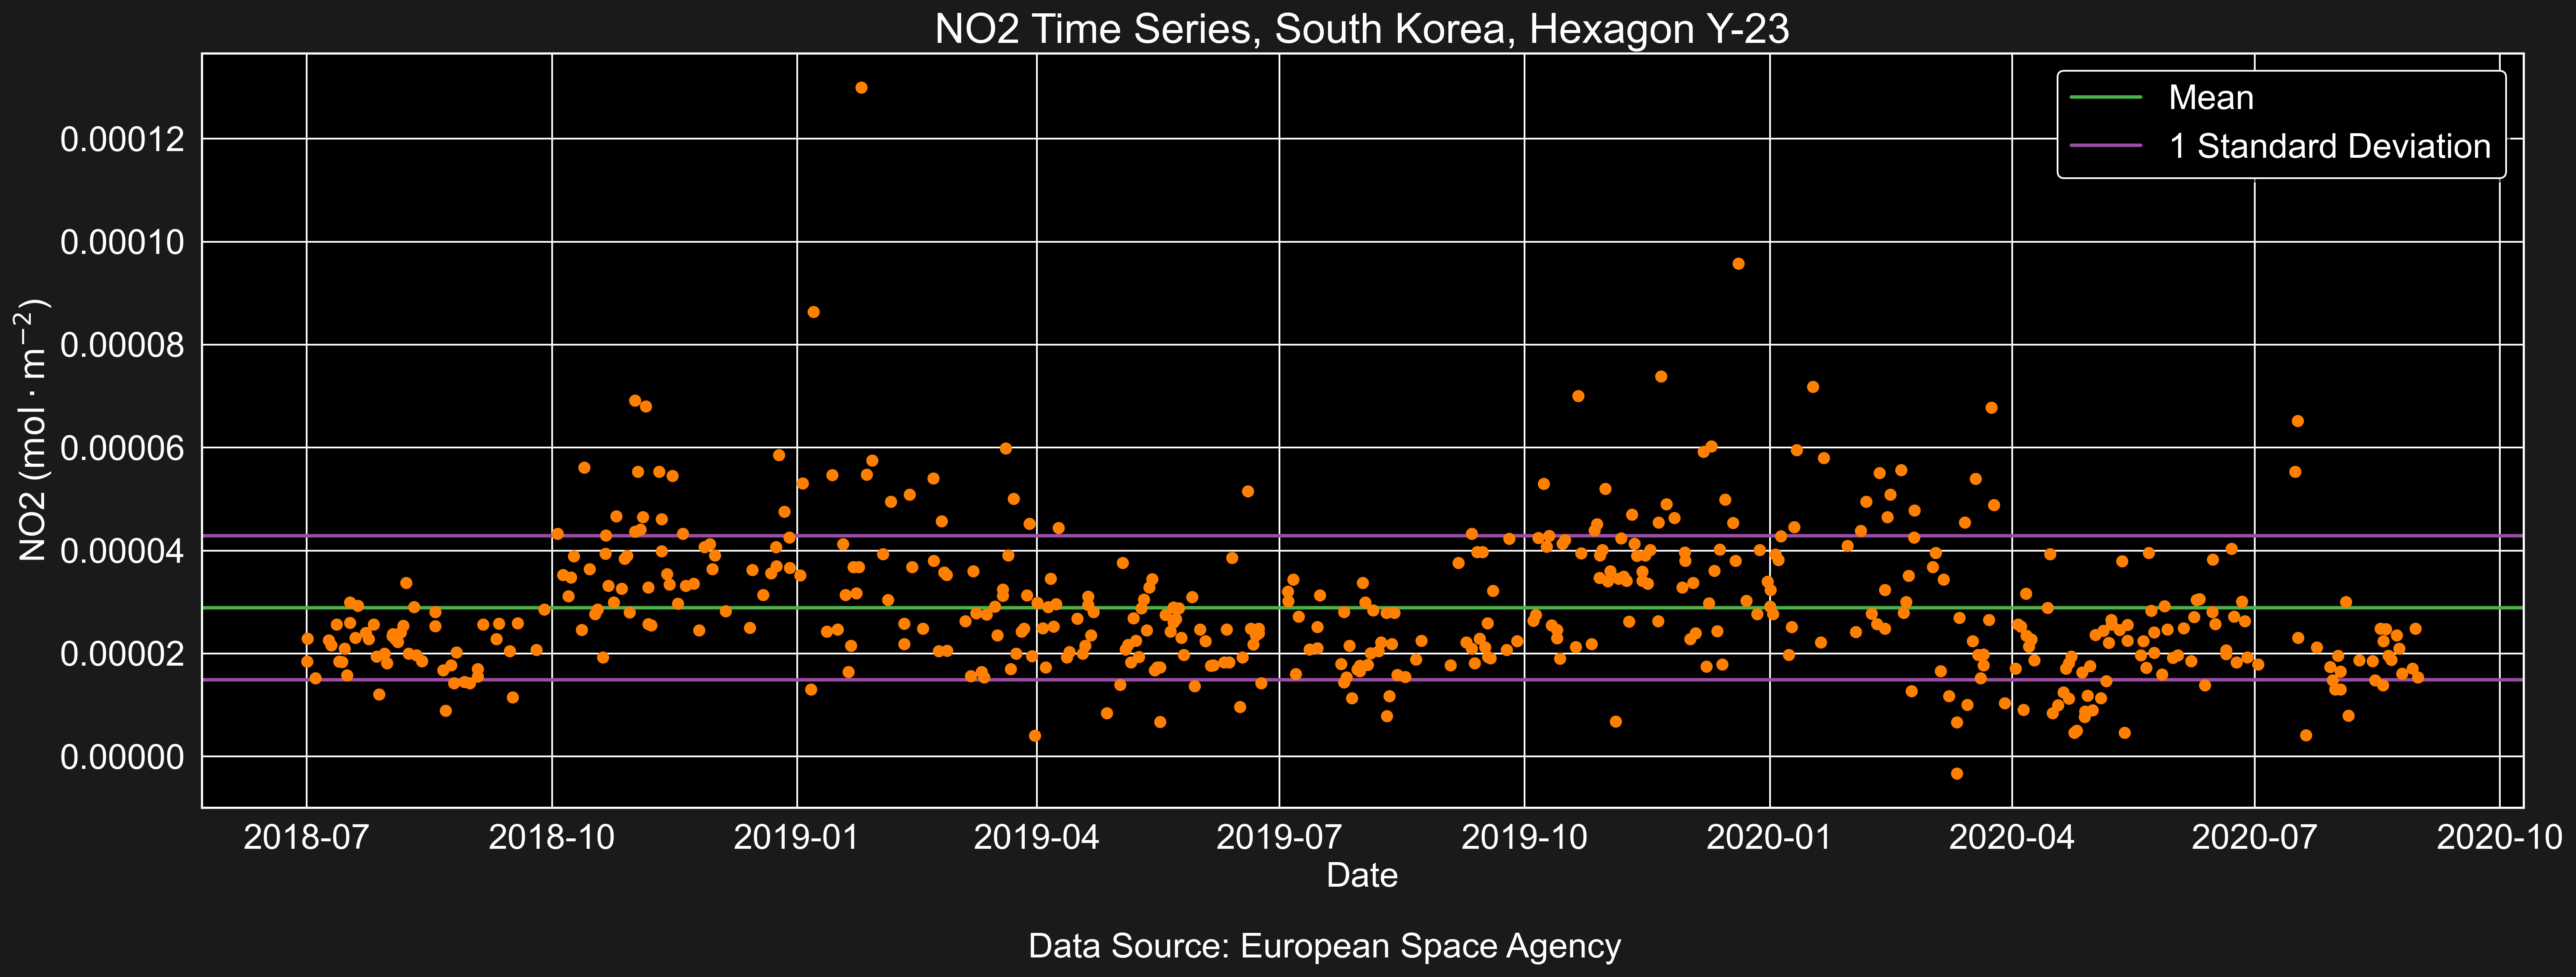 NO2 Time Series, South Korea, Hexagon Y-23
Mean
1 Standard Deviation
NO2 (mol · m⁻²)
0.00012
0.00010
0.00008
0.00006
0.00004
0.00002
0.00000
2018-07 2018-10 2019-01 2019-04 2019-07 2019-10 2020-01 2020-04 2020-07 2020-10
Date
Data Source: European Space Agency